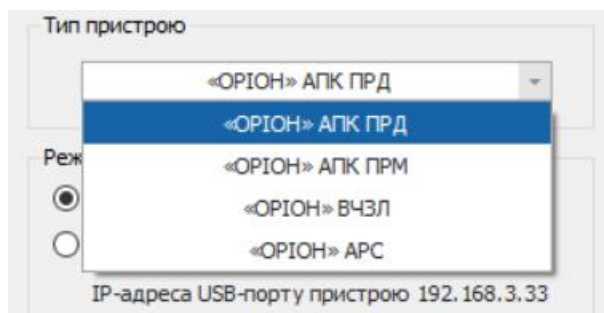 Тип пристрою
«ОРІОН» АПК ПРД
«ОРІОН» АПК ПРД
Реж
«ОРІОН» АПК ПРМ
«ОРІОН» ВЧЗЛ
«ОРІОН» АРС
IP-адреса USB-порту пристрою 192.168.3.33